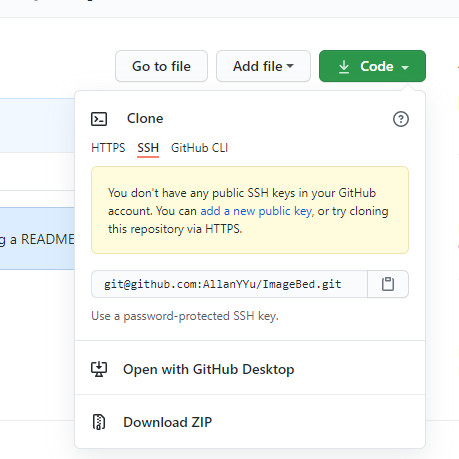 Go to file
Add file
Code
Clone
HTTPS SSH GitHub CLI
You don't have any public SSH keys in your GitHub
account. You can add a new public key, or try cloning
this repository via HTTPS.
g a README
git@github.com:AllanYYu/ImageBed.git
Use a password-protected SSH key.
Open with GitHub Desktop
Download ZIP